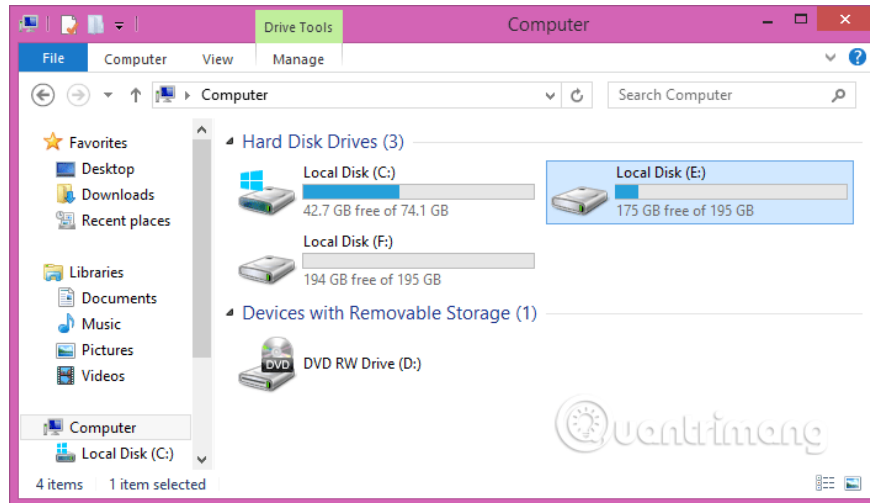 Drive Tools
Computer
File
Computer
View
Manage
Computer
Search Computer
Favorites
Desktop
Downloads
Recent places
Libraries
Documents
Music
Pictures
Videos
Computer
Local Disk (C:)
Hard Disk Drives (3)
Local Disk (C:)
42.7 GB free of 74.1 GB
Local Disk (E:)
175 GB free of 195 GB
Local Disk (F:)
194 GB free of 195 GB
Devices with Removable Storage (1)
DVD
DVD RW Drive (D:)
Quantrimang
4 items
1 item selected